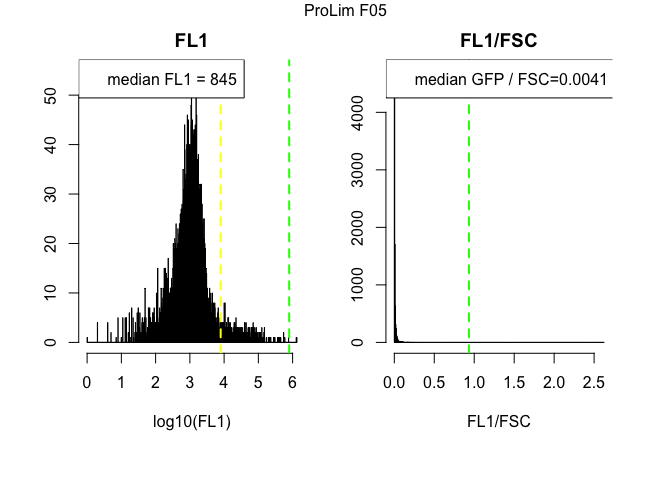 ProLim F05
FL1
median FL1 = 845
0
10
20
30
40
50
0 1 2 3 4 5 6
log10(FL1)
FL1/FSC
median GFP / FSC=0.0041
0
1000
2000
3000
4000
0.0 0.5 1.0 1.5 2.0 2.5
FL1/FSC